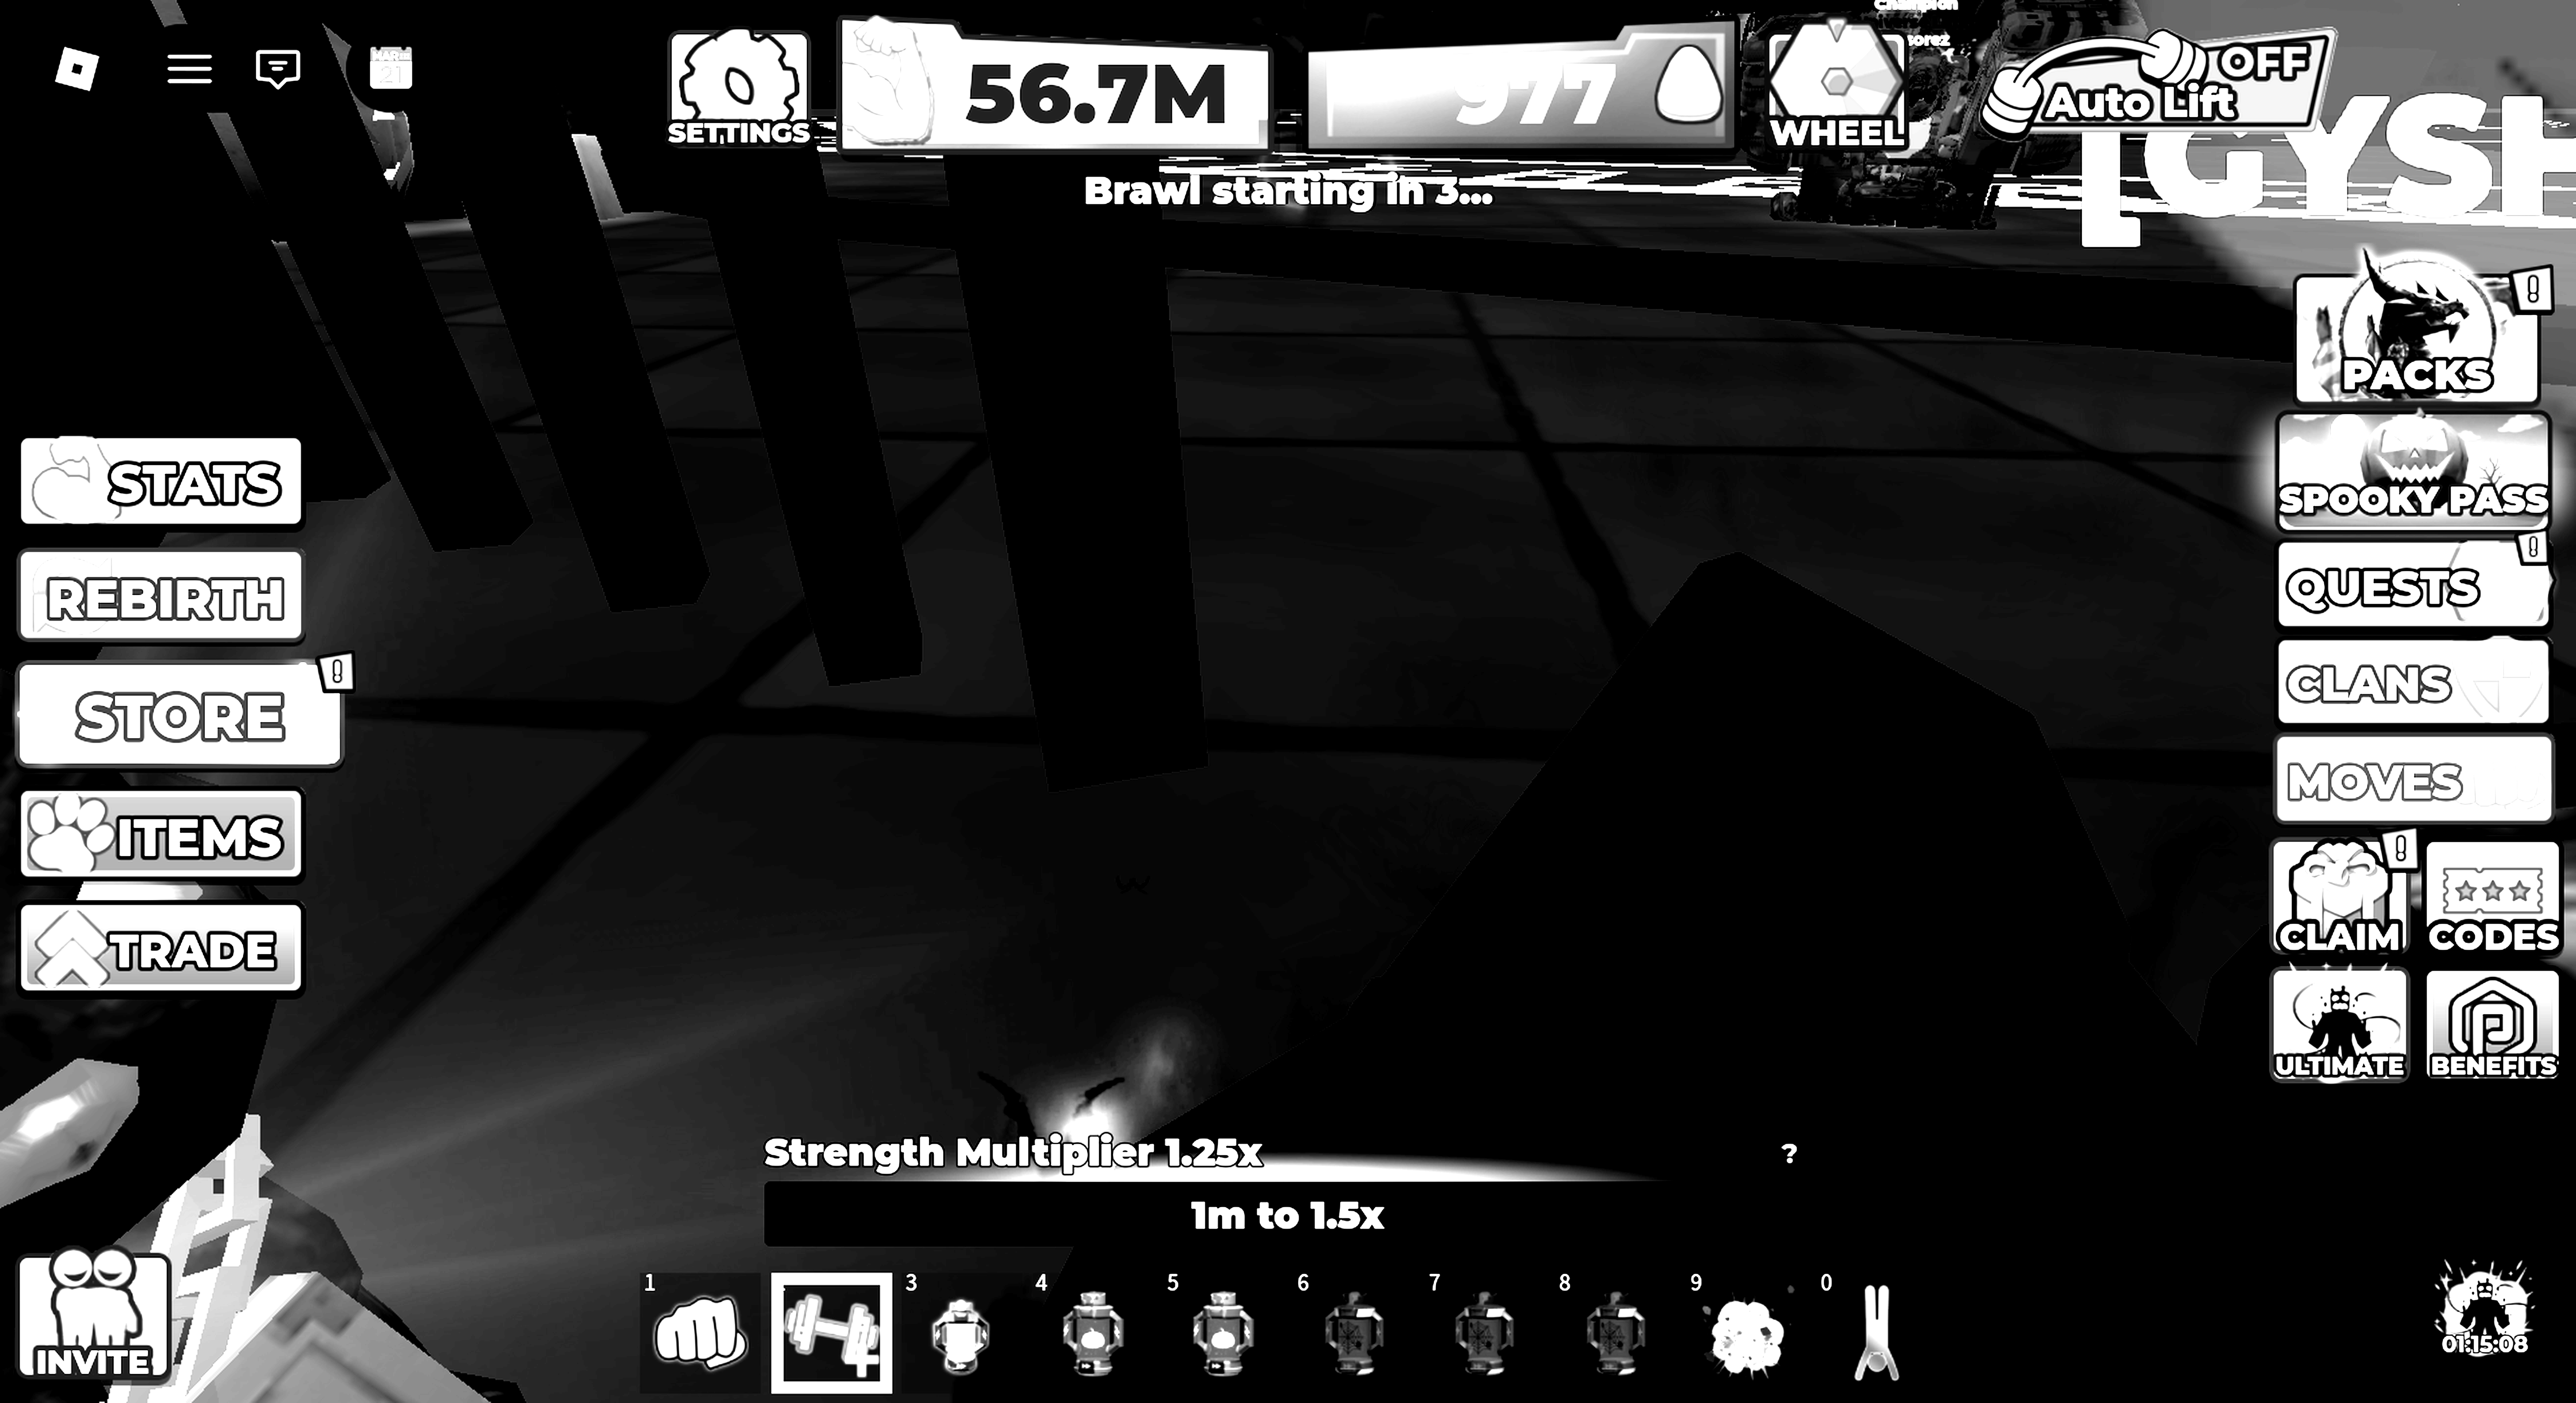 Champion
SETTINGS
56.7M
977
WHEEL
OFF
Auto Lift
Brawl starting in 3...
GYSH
PACKS
SPOOKY PASS
QUESTS
CLANS
MOVES
CLAIM
CODES
ULTIMATE
BENEFITS
STATS
REBIRTH
STORE
ITEMS
TRADE
INVITE
Strength Multiplier 1.25x
?
1m to 1.5x
1 3 4 5 6 7 8 9 0
01:15:08